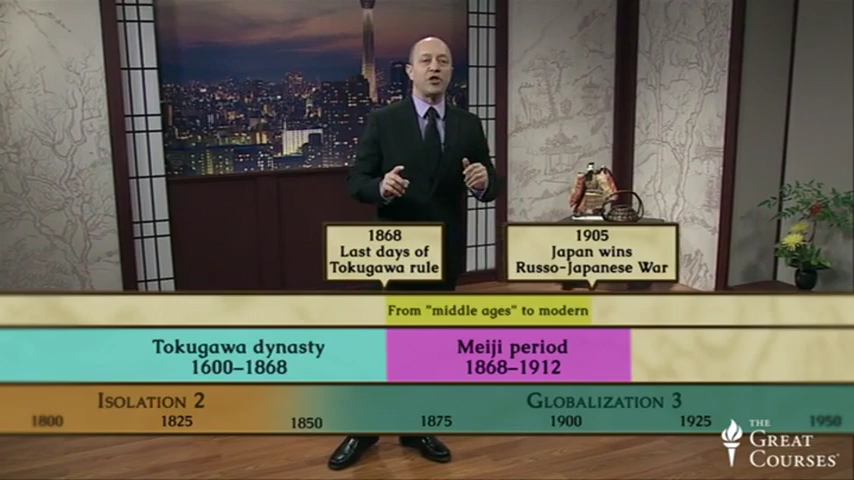 1868
Last days of
Tokugawa rule
1905
Japan wins
Russo-Japanese War
From "middle ages" to modern
Tokugawa dynasty
1600–1868
Meiji period
1868–1912
ISOLATION 2
GLOBALIZATION 3
1800
1825
1850
1875
1900
1925
1950
THE
GREAT
COURSES®